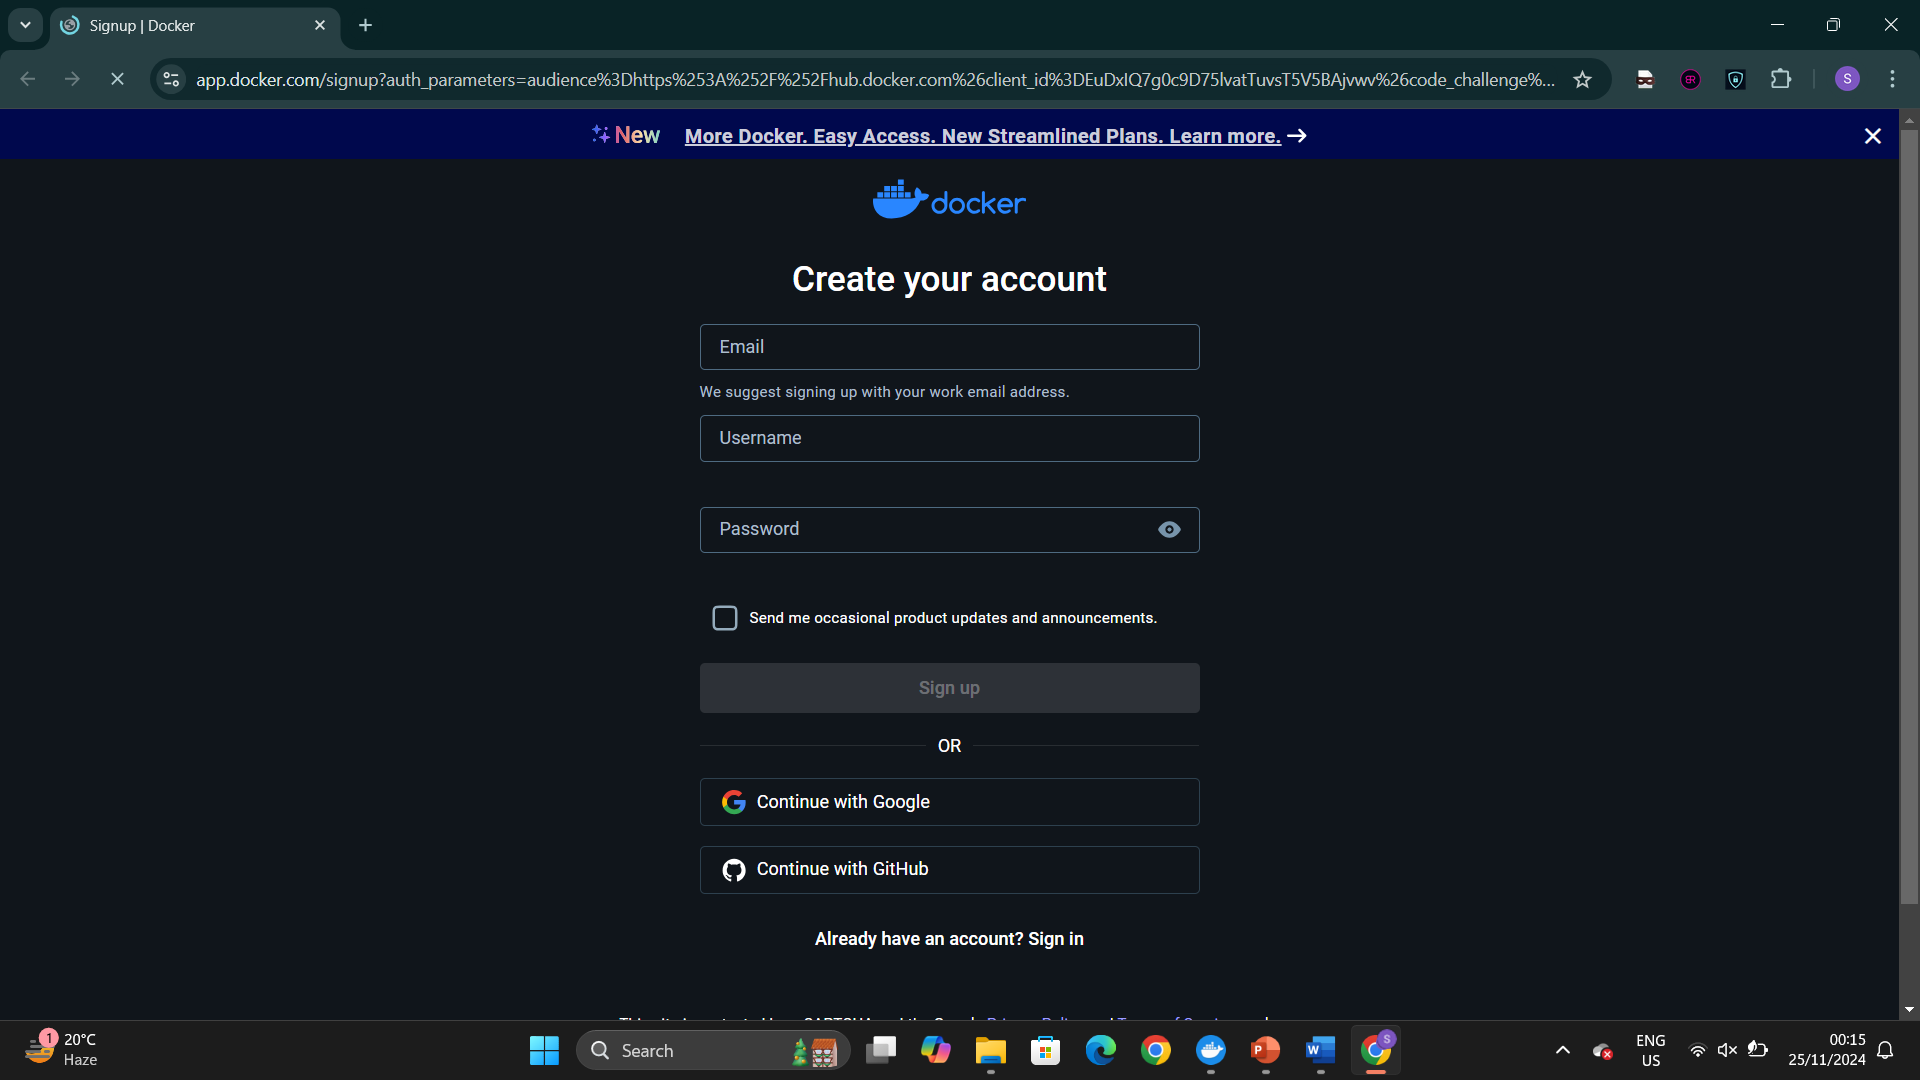 Signup | Docker
app.docker.com/signup?auth_parameters=audience%3Dhttps%253A%252F%252Fhub.docker.com%26client_id%3DEuDxIQ7g0c9D75lvatTuvsT5V5BAjvwv%26code_challenge%...
BR
S
New More Docker. Easy Access. New Streamlined Plans. Learn more. →
docker
Create your account
Email
We suggest signing up with your work email address.
Username
Password
Send me occasional product updates and announcements.
Sign up
OR
Continue with Google
Continue with GitHub
Already have an account? Sign in
1
20°C
Haze
Search
P
W
S
ENG
US
00:15
25/11/2024